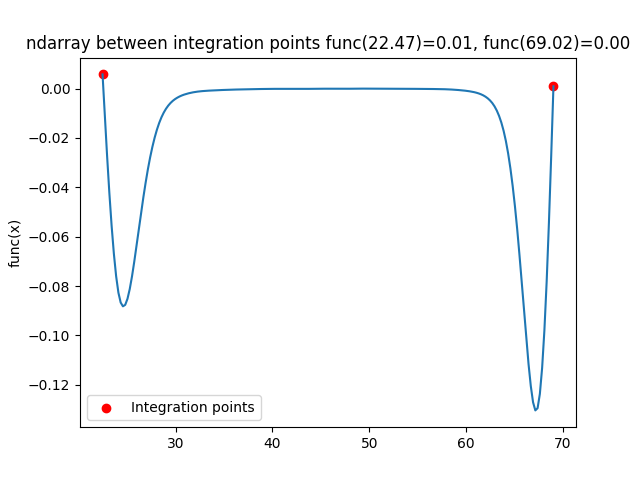 ndarray between integration points func(22.47)=0.01, func(69.02)=0.00
0.00
−0.02
−0.04
−0.06
−0.08
−0.10
−0.12
func(x)
Integration points
30 40 50 60 70